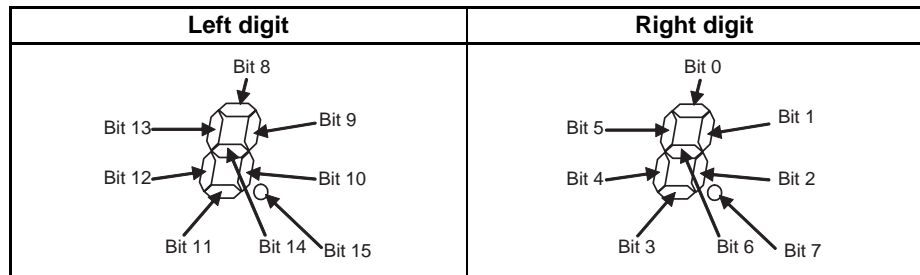 Left digit Right digit
Bit 8 Bit 0
Bit 13 Bit 9 Bit 5 Bit 1
Bit 12 Bit 10 Bit 4 Bit 2
Bit 11 Bit 14 Bit 15 Bit 3 Bit 6 Bit 7